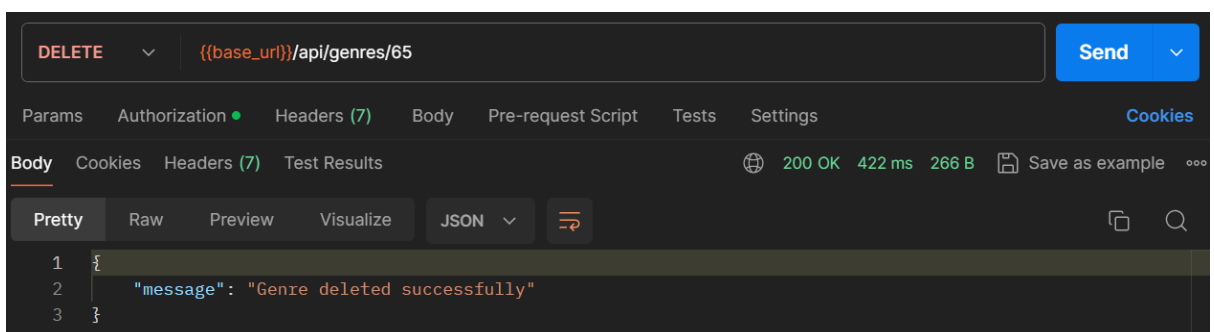 DELETE {{base_url}}/api/genres/65 Send
Params Authorization Headers (7) Body Pre-request Script Tests Settings Cookies
Body Cookies Headers (7) Test Results 200 OK 422 ms 266 B Save as example
Pretty Raw Preview Visualize JSON
1 {
2 "message": "Genre deleted successfully"
3 }